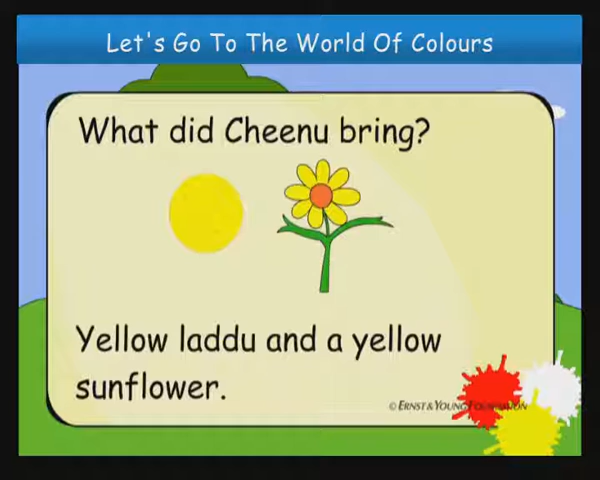 Let's Go To The World Of Colours
What did Cheenu bring?
Yellow laddu and a yellow
sunflower.
© ERNST & YOUNG FOUNDATION